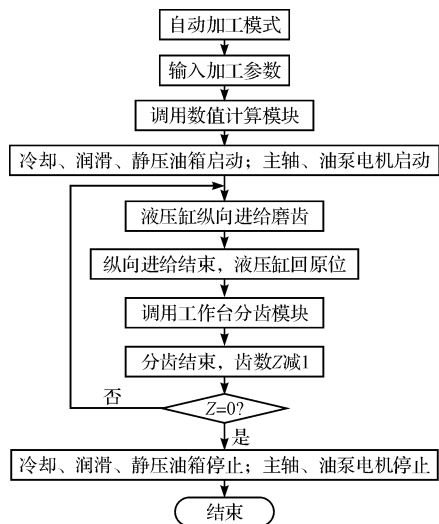 自动加工模式
输入加工参数
调用数值计算模块
冷却、润滑、静压油箱启动；主轴、油泵电机启动
液压缸纵向进给磨齿
纵向进给结束，液压缸回原位
调用工作台分齿模块
分齿结束，齿数Z减1
否
Z=0?
是
冷却、润滑、静压油箱停止；主轴、油泵电机停止
结束